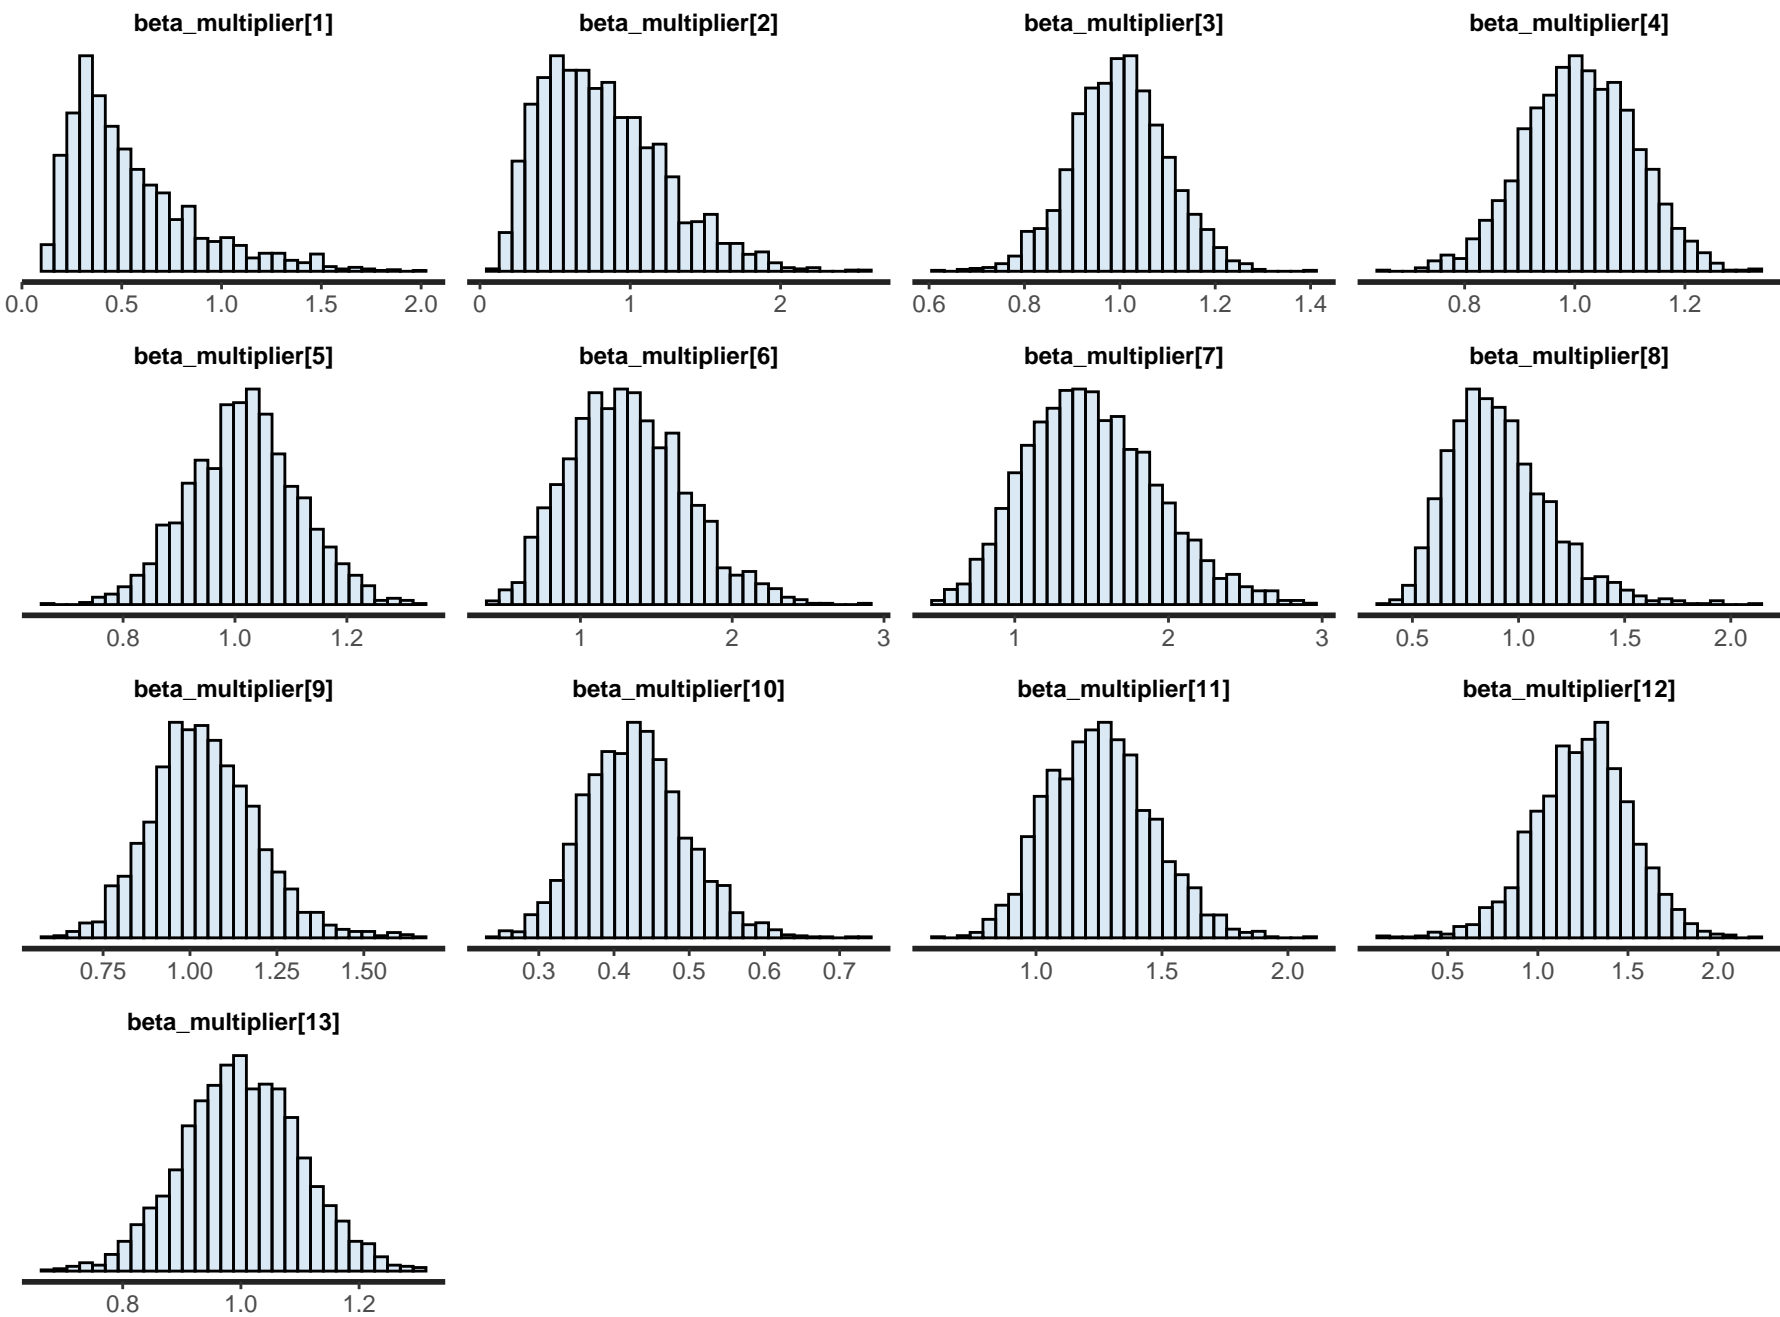 beta_multiplier[1] beta_multiplier[2] beta_multiplier[3] beta_multiplier[4]
0.0 0.5 1.0 1.5 2.0 0 1 2 0.6 0.8 1.0 1.2 1.4 0.8 1.0 1.2
beta_multiplier[5] beta_multiplier[6] beta_multiplier[7] beta_multiplier[8]
0.8 1.0 1.2 1 2 3 1 2 3 0.5 1.0 1.5 2.0
beta_multiplier[9] beta_multiplier[10] beta_multiplier[11] beta_multiplier[12]
0.75 1.00 1.25 1.50 0.3 0.4 0.5 0.6 0.7 1.0 1.5 2.0 0.5 1.0 1.5 2.0
beta_multiplier[13]
0.8 1.0 1.2